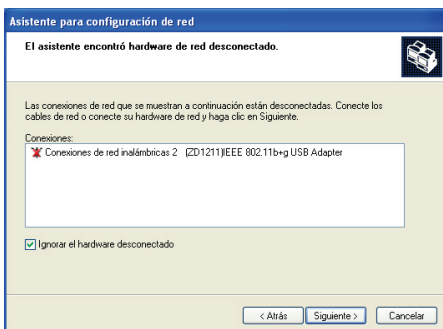 Asistente para configuración de red
El asistente encontró hardware de red desconectado.
Las conexiones de red que se muestran a continuación están desconectadas. Conecte los
cables de red o conecte su hardware de red y haga clic en Siguiente.
Conexiones:
Conexiones de red inalámbricas 2 (ZD1211)IEEE 802.11b+g USB Adapter
Ignorar el hardware desconectado
< Atrás
Siguiente >
Cancelar